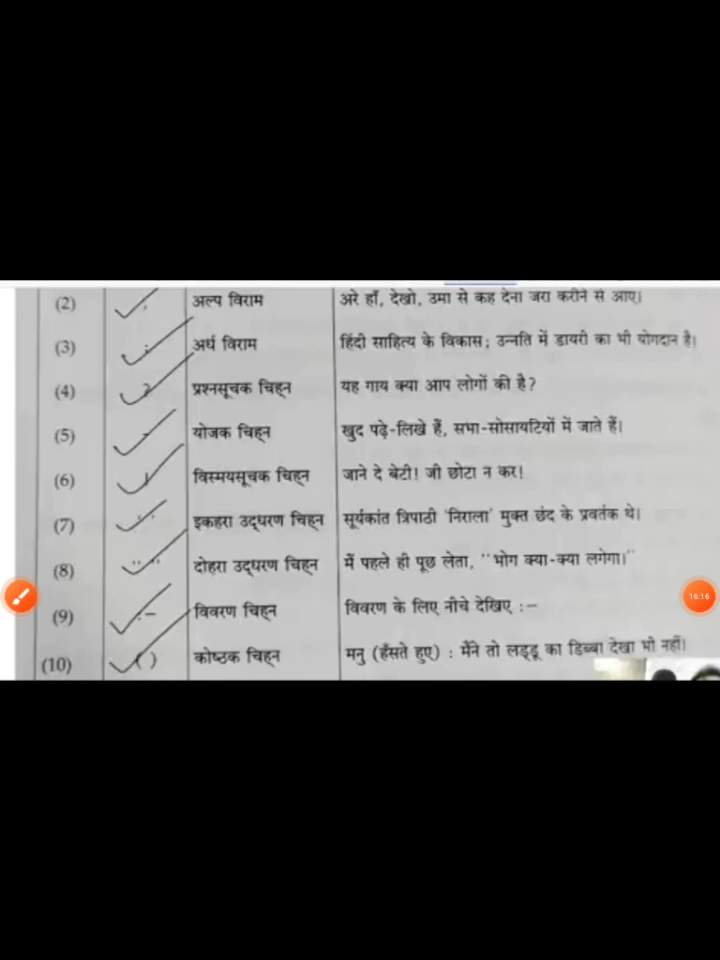 (2) , अल्प विराम अरे हाँ, देखो, उमा से कह देना जरा करीने से आए।
(3) ; अर्ध विराम हिंदी साहित्य के विकास; उन्नति में डायरी का भी योगदान है।
(4) ? प्रश्नसूचक चिह्न यह गाय क्या आप लोगों की है?
(5) - योजक चिह्न खुद पढ़े-लिखे हैं, सभा-सोसायटियों में जाते हैं।
(6) ! विस्मयसूचक चिह्न जाने दे बेटी! जी छोटा न कर!
(7) ' ' इकहरा उद्धरण चिह्न सूर्यकांत त्रिपाठी 'निराला' मुक्त छंद के प्रवर्तक थे।
(8) " " दोहरा उद्धरण चिह्न मैं पहले ही पूछ लेता, "भोग क्या-क्या लगेगा।"
(9) :- विवरण चिह्न विवरण के लिए नीचे देखिए :-
(10) ( ) कोष्ठक चिह्न मनु (हँसते हुए) : मैंने तो लड्डू का डिब्बा देखा भी नहीं।
16:16